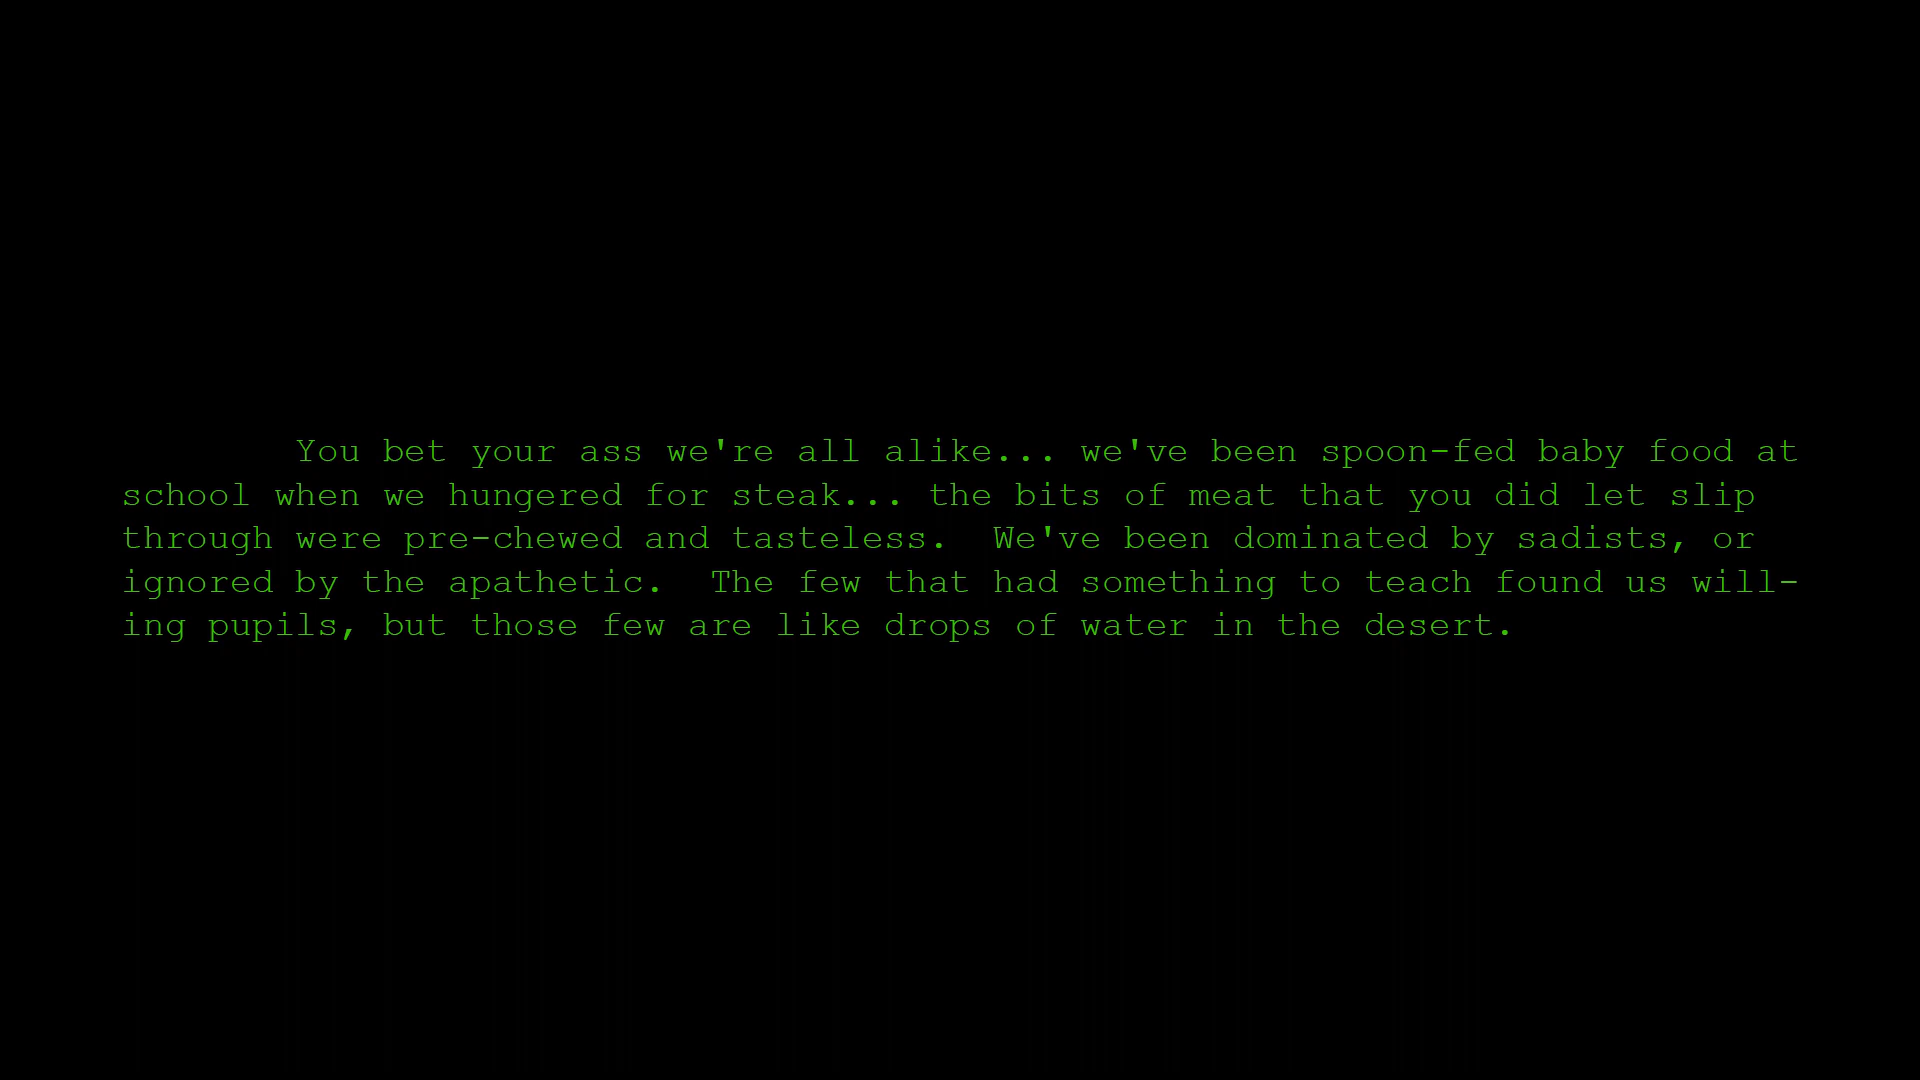 You bet your ass we're all alike... we've been spoon-fed baby food at
school when we hungered for steak... the bits of meat that you did let slip
through were pre-chewed and tasteless.  We've been dominated by sadists, or
ignored by the apathetic.  The few that had something to teach found us will-
ing pupils, but those few are like drops of water in the desert.